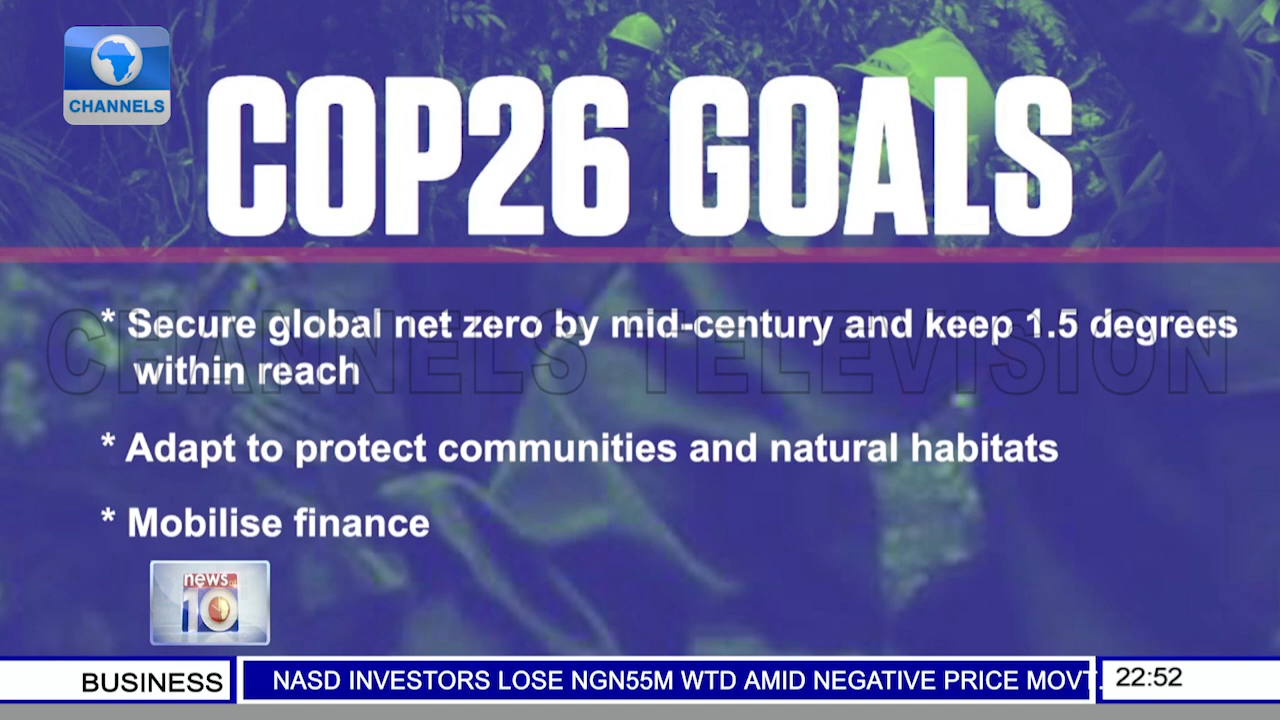 CHANNELS
COP26 GOALS
CHANNELS TELEVISION
* Secure global net zero by mid-century and keep 1.5 degrees
within reach
* Adapt to protect communities and natural habitats
* Mobilise finance
news at
10
BUSINESS
NASD INVESTORS LOSE NGN55M WTD AMID NEGATIVE PRICE MOVT.
22:52